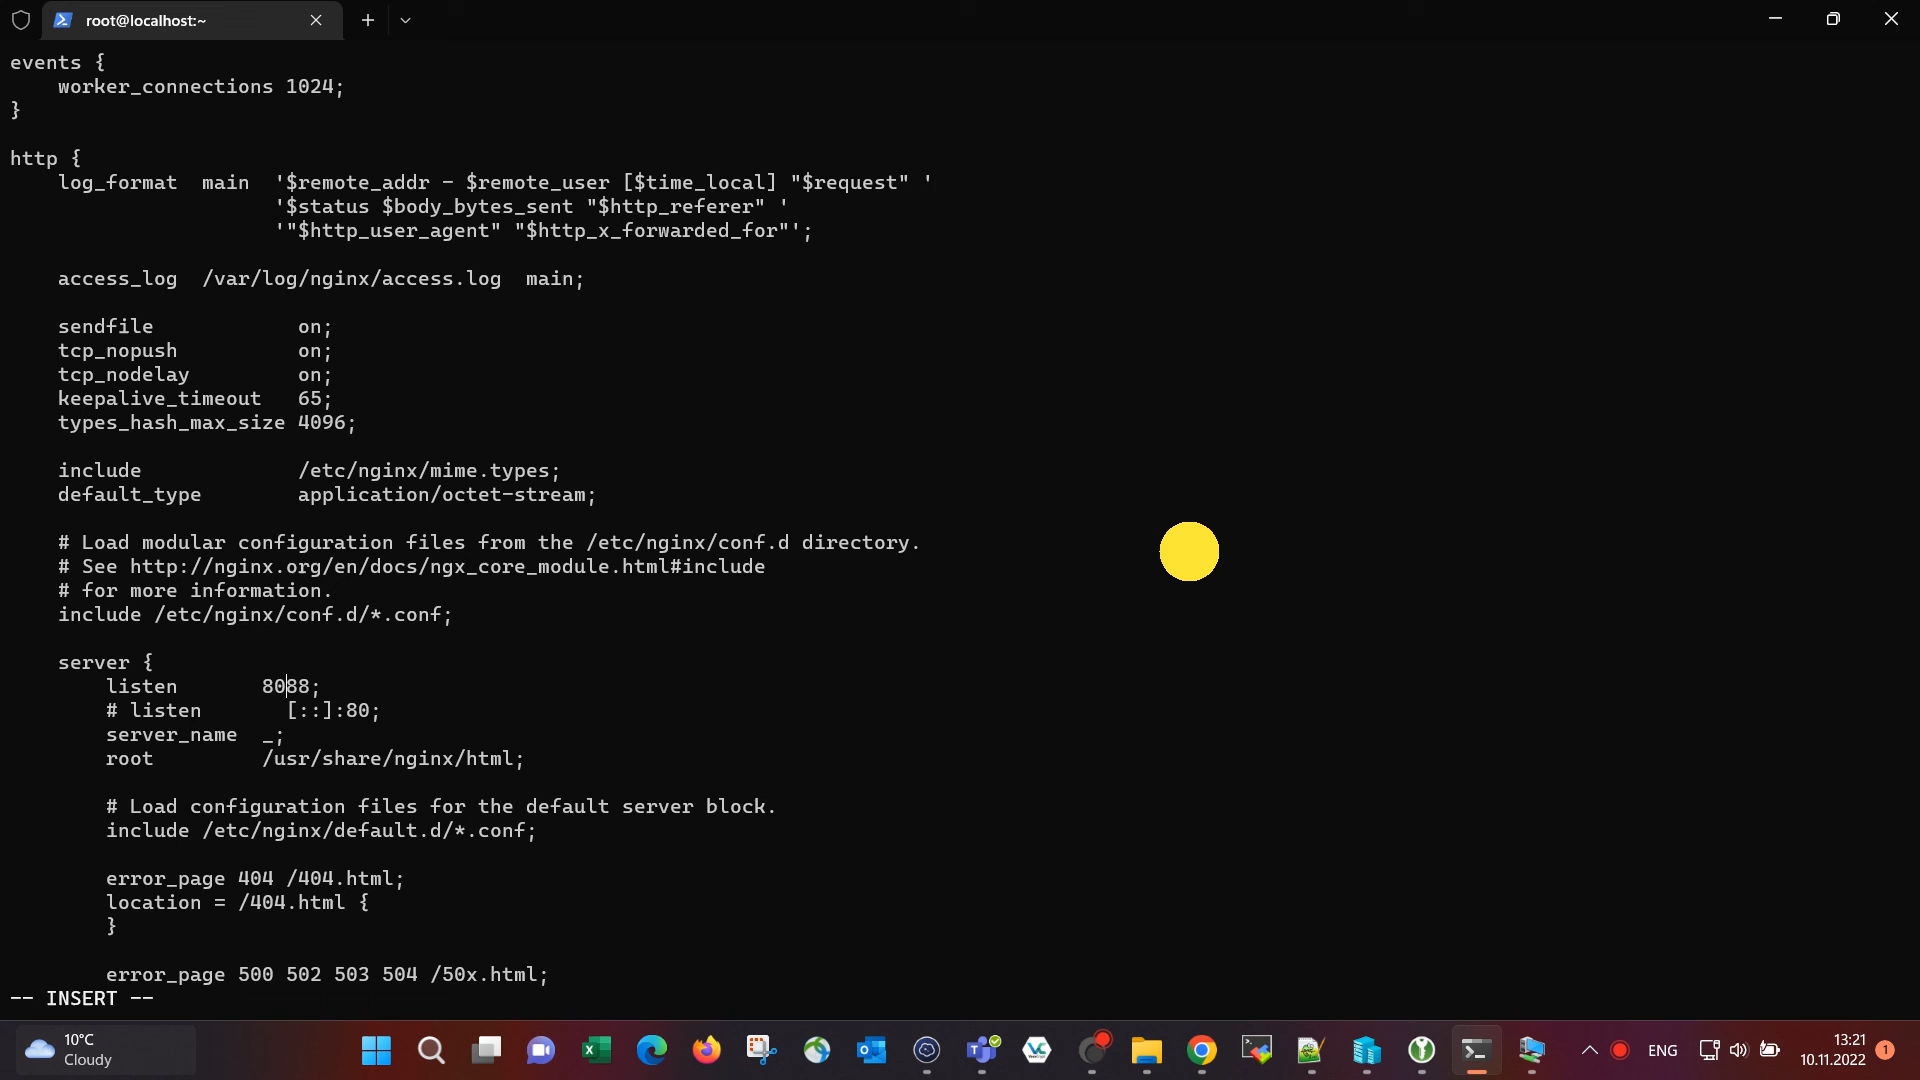 root@localhost:~
events {
    worker_connections 1024;
}
http {
    log_format  main  '$remote_addr - $remote_user [$time_local] "$request" '
                      '$status $body_bytes_sent "$http_referer" '
                      '"$http_user_agent" "$http_x_forwarded_for"';
    access_log  /var/log/nginx/access.log  main;
    sendfile            on;
    tcp_nopush          on;
    tcp_nodelay         on;
    keepalive_timeout   65;
    types_hash_max_size 4096;
    include             /etc/nginx/mime.types;
    default_type        application/octet-stream;
    # Load modular configuration files from the /etc/nginx/conf.d directory.
    # See http://nginx.org/en/docs/ngx_core_module.html#include
    # for more information.
    include /etc/nginx/conf.d/*.conf;
    server {
        listen       8088;
        # listen       [::]:80;
        server_name  _;
        root         /usr/share/nginx/html;
        # Load configuration files for the default server block.
        include /etc/nginx/default.d/*.conf;
        error_page 404 /404.html;
        location = /404.html {
        }
        error_page 500 502 503 504 /50x.html;
-- INSERT --
10°C
Cloudy
ENG
13:21
10.11.2022
1